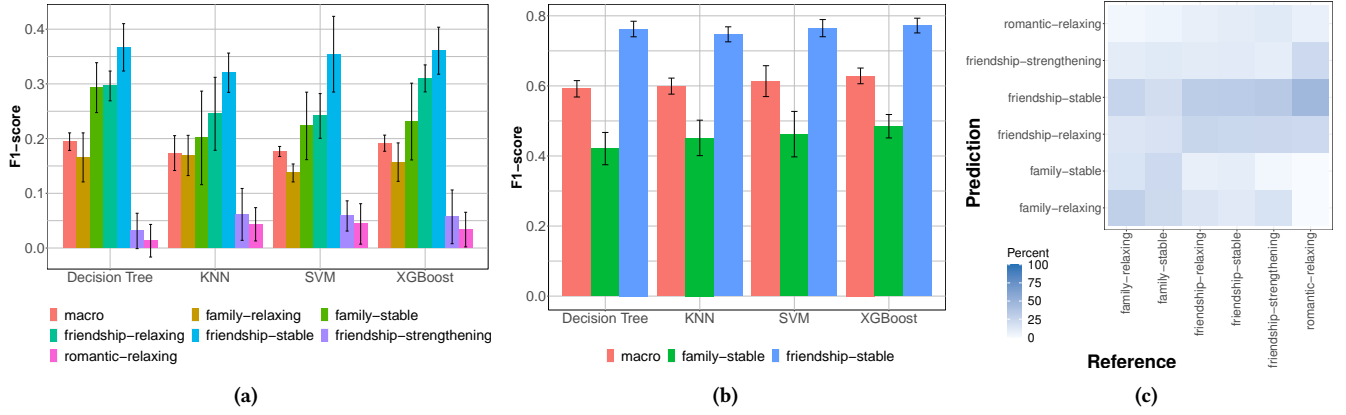 F1-score
0.4
0.3
0.2
0.1
0.0
Decision Tree KNN SVM XGBoost
macro family-relaxing family-stable
friendship-relaxing friendship-stable friendship-strengthening
romantic-relaxing
(a)
F1-score
0.8
0.6
0.4
0.2
0.0
Decision Tree KNN SVM XGBoost
macro family-stable friendship-stable
(b)
Prediction
romantic-relaxing
friendship-strengthening
friendship-stable
friendship-relaxing
family-stable
family-relaxing
Percent
100
75
50
25
0
family-relaxing
family-stable
friendship-relaxing
friendship-stable
friendship-strengthening
romantic-relaxing
Reference
(c)